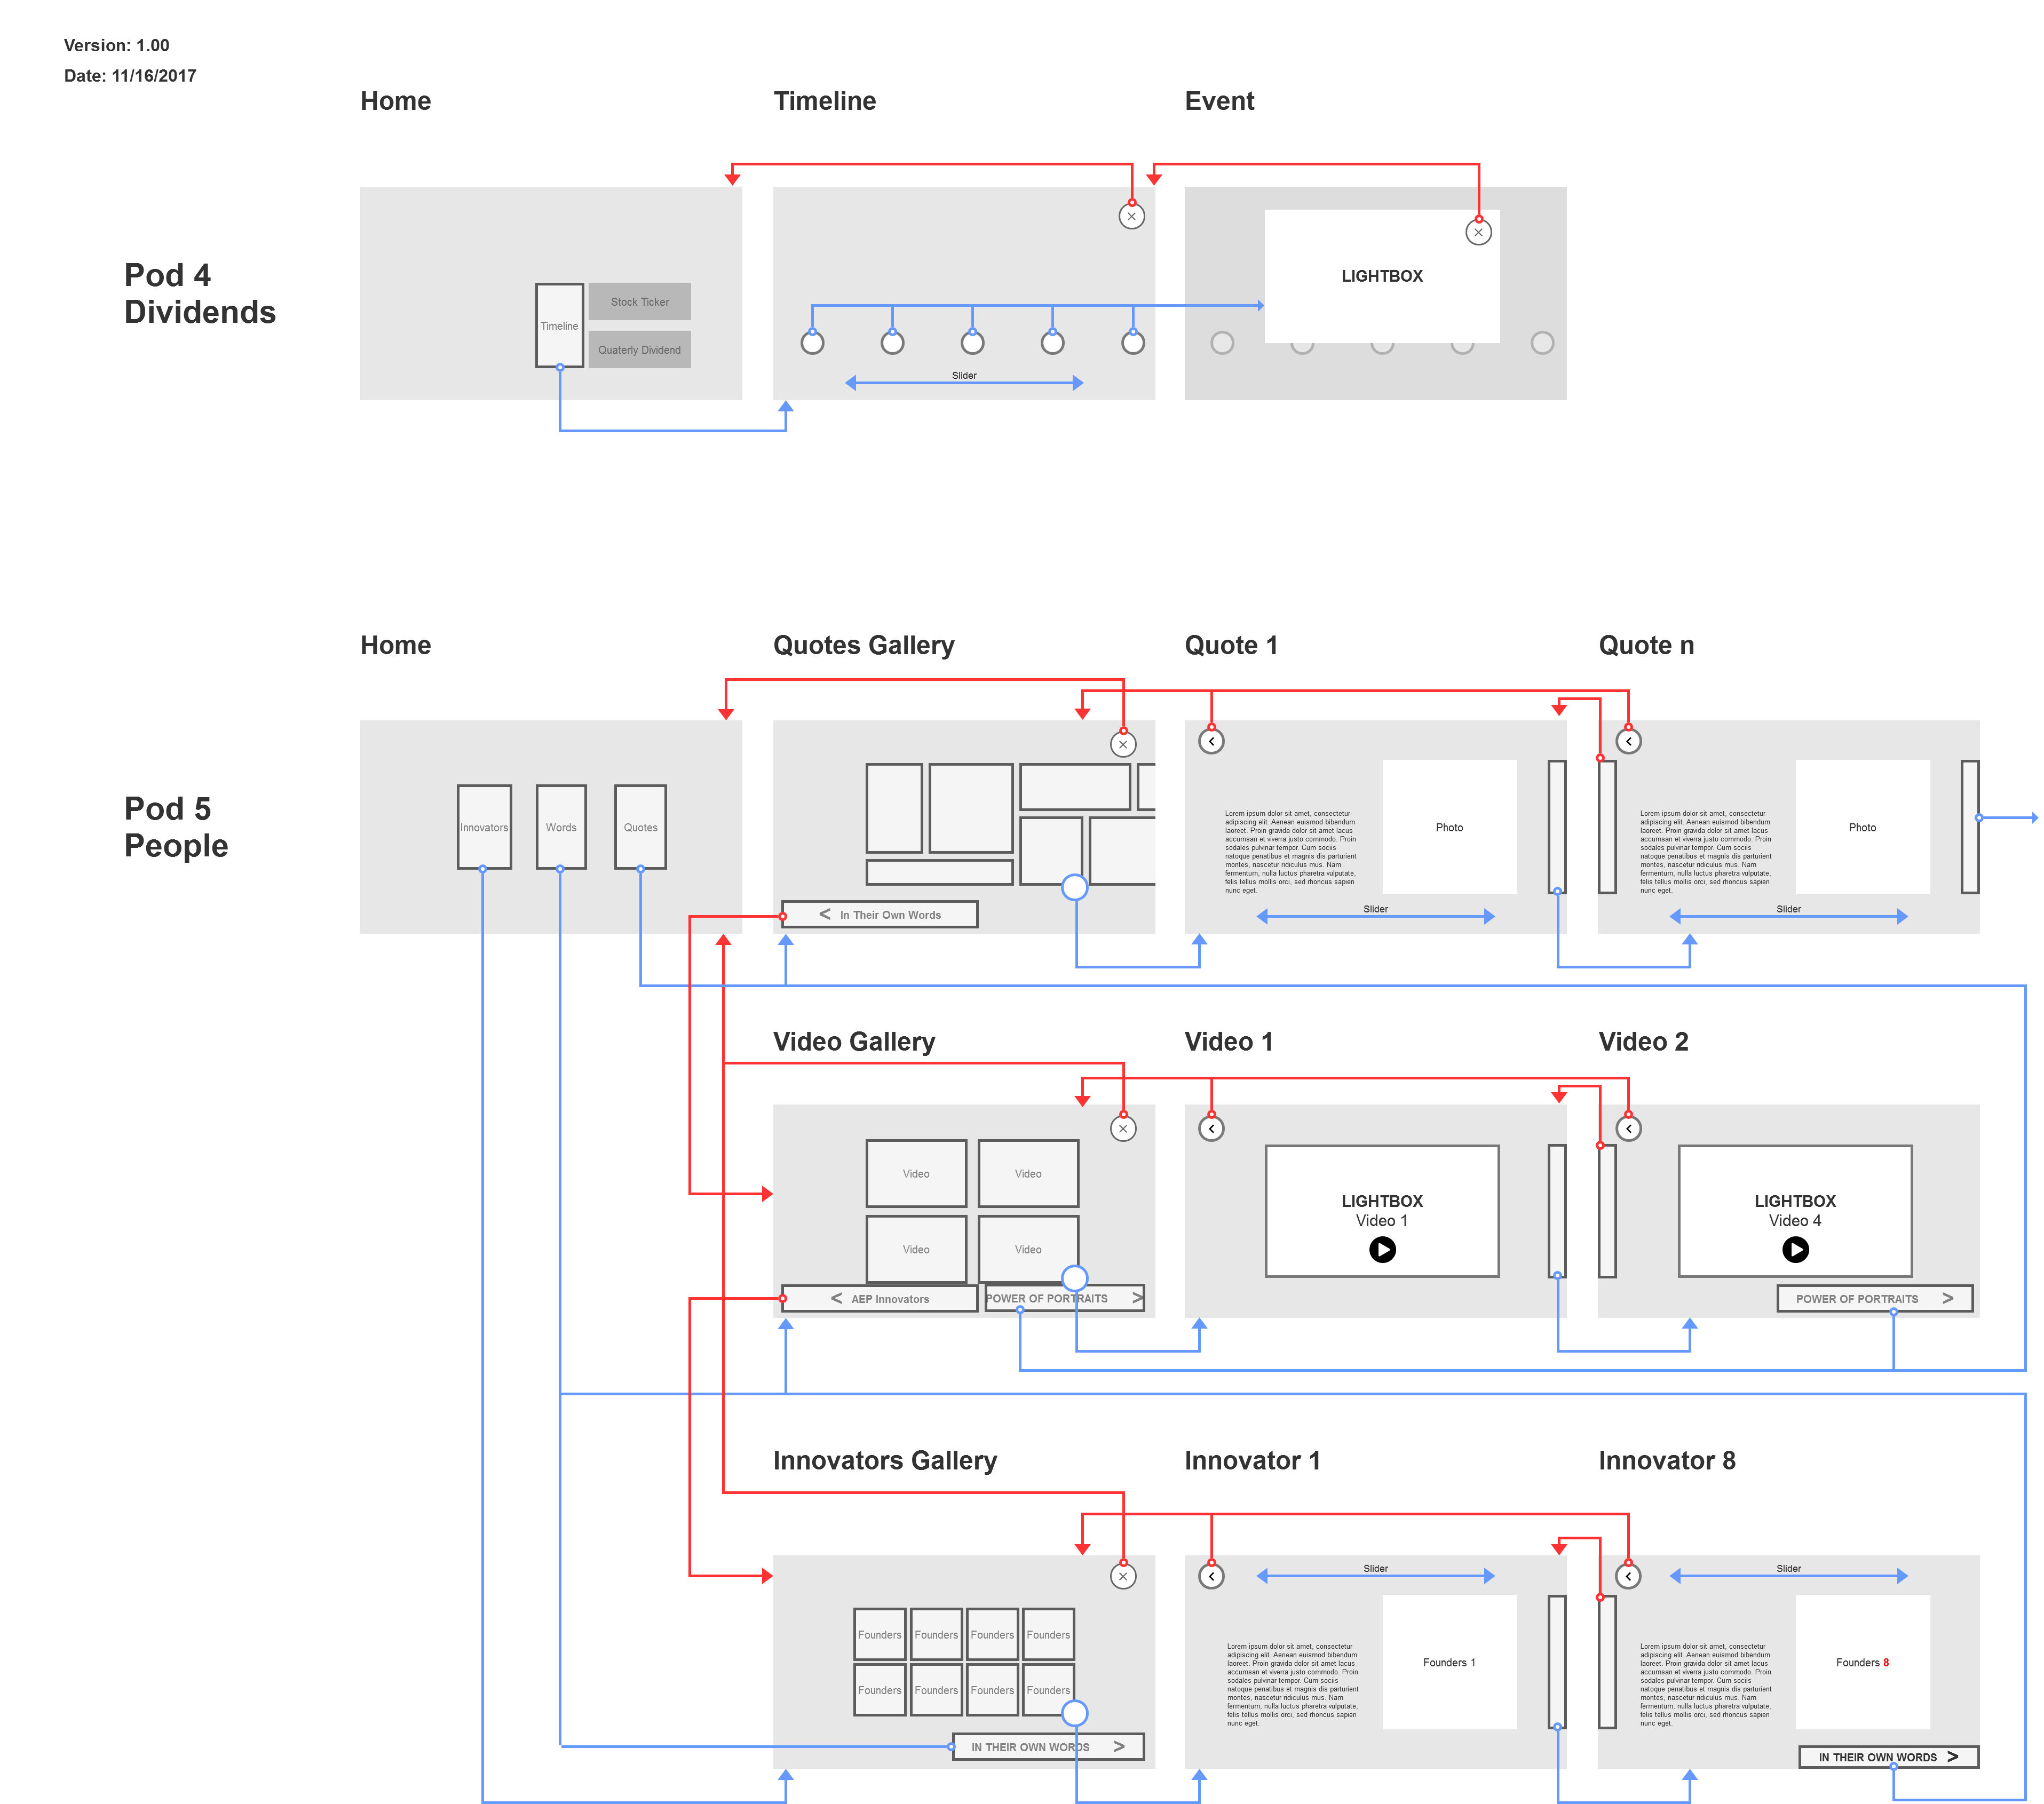 Version: 1.00
Date: 11/16/2017
Home
Timeline
Event
Pod 4
Dividends
Timeline
Stock Ticker
Quaterly Dividend
Slider
LIGHTBOX
Home
Quotes Gallery
Quote 1
Quote n
Pod 5
People
Innovators
Words
Quotes
< In Their Own Words
Lorem ipsum dolor sit amet, consectetur
adipiscing elit. Aenean euismod bibendum
laoreet. Proin gravida dolor sit amet lacus
accumsan et viverra justo commodo. Proin
sodales pulvinar tempor. Cum sociis
natoque penatibus et magnis dis parturient
montes, nascetur ridiculus mus. Nam
fermentum, nulla luctus pharetra vulputate,
felis tellus mollis orci, sed rhoncus sapien
nunc eget.
Photo
Slider
Lorem ipsum dolor sit amet, consectetur
adipiscing elit. Aenean euismod bibendum
laoreet. Proin gravida dolor sit amet lacus
accumsan et viverra justo commodo. Proin
sodales pulvinar tempor. Cum sociis
natoque penatibus et magnis dis parturient
montes, nascetur ridiculus mus. Nam
fermentum, nulla luctus pharetra vulputate,
felis tellus mollis orci, sed rhoncus sapien
nunc eget.
Photo
Slider
Video Gallery
Video 1
Video 2
Video
Video
Video
Video
< AEP Innovators
POWER OF PORTRAITS >
LIGHTBOX
Video 1
LIGHTBOX
Video 4
POWER OF PORTRAITS >
Innovators Gallery
Innovator 1
Innovator 8
Founders
Founders
Founders
Founders
Founders
Founders
Founders
Founders
IN THEIR OWN WORDS >
Slider
Lorem ipsum dolor sit amet, consectetur
adipiscing elit. Aenean euismod bibendum
laoreet. Proin gravida dolor sit amet lacus
accumsan et viverra justo commodo. Proin
sodales pulvinar tempor. Cum sociis
natoque penatibus et magnis dis parturient
montes, nascetur ridiculus mus. Nam
fermentum, nulla luctus pharetra vulputate,
felis tellus mollis orci, sed rhoncus sapien
nunc eget.
Founders 1
Slider
Lorem ipsum dolor sit amet, consectetur
adipiscing elit. Aenean euismod bibendum
laoreet. Proin gravida dolor sit amet lacus
accumsan et viverra justo commodo. Proin
sodales pulvinar tempor. Cum sociis
natoque penatibus et magnis dis parturient
montes, nascetur ridiculus mus. Nam
fermentum, nulla luctus pharetra vulputate,
felis tellus mollis orci, sed rhoncus sapien
nunc eget.
Founders 8
IN THEIR OWN WORDS >